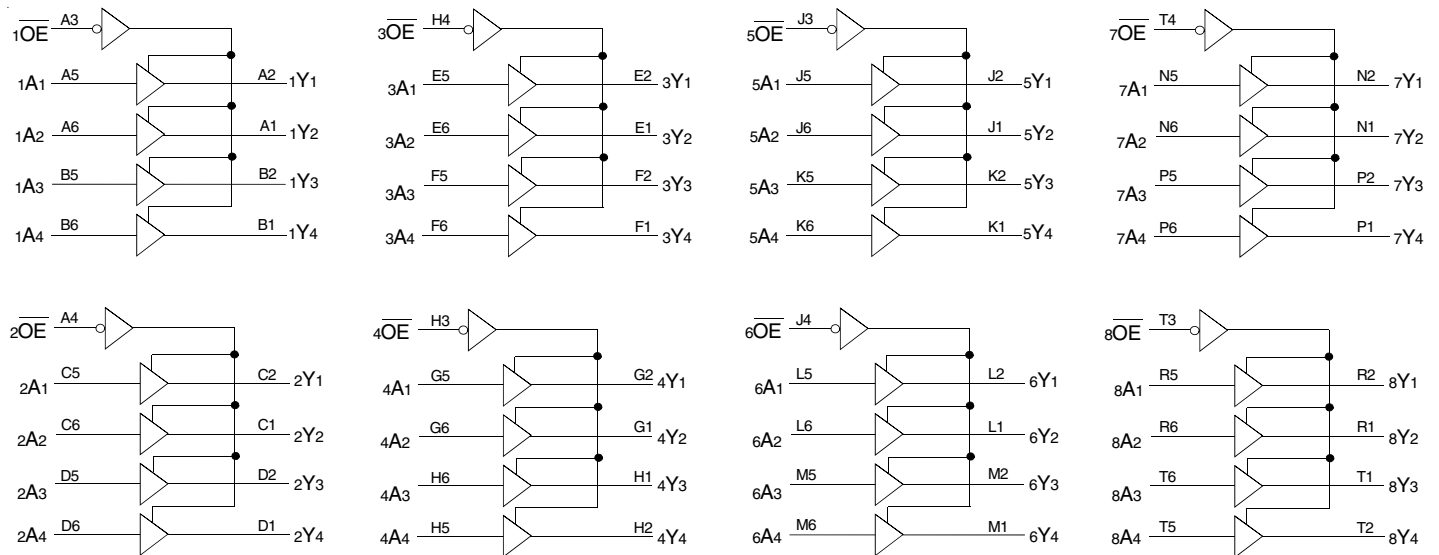 1OE A3 3OE H4 5OE J3 7OE T4
1A1 A5 A2 1Y1 3A1 E5 E2 3Y1 5A1 J5 J2 5Y1 7A1 N5 N2 7Y1
1A2 A6 A1 1Y2 3A2 E6 E1 3Y2 5A2 J6 J1 5Y2 7A2 N6 N1 7Y2
1A3 B5 B2 1Y3 3A3 F5 F2 3Y3 5A3 K5 K2 5Y3 7A3 P5 P2 7Y3
1A4 B6 B1 1Y4 3A4 F6 F1 3Y4 5A4 K6 K1 5Y4 7A4 P6 P1 7Y4
2OE A4 4OE H3 6OE J4 8OE T3
2A1 C5 C2 2Y1 4A1 G5 G2 4Y1 6A1 L5 L2 6Y1 8A1 R5 R2 8Y1
2A2 C6 C1 2Y2 4A2 G6 G1 4Y2 6A2 L6 L1 6Y2 8A2 R6 R1 8Y2
2A3 D5 D2 2Y3 4A3 H6 H1 4Y3 6A3 M5 M2 6Y3 8A3 T6 T1 8Y3
2A4 D6 D1 2Y4 4A4 H5 H2 4Y4 6A4 M6 M1 6Y4 8A4 T5 T2 8Y4